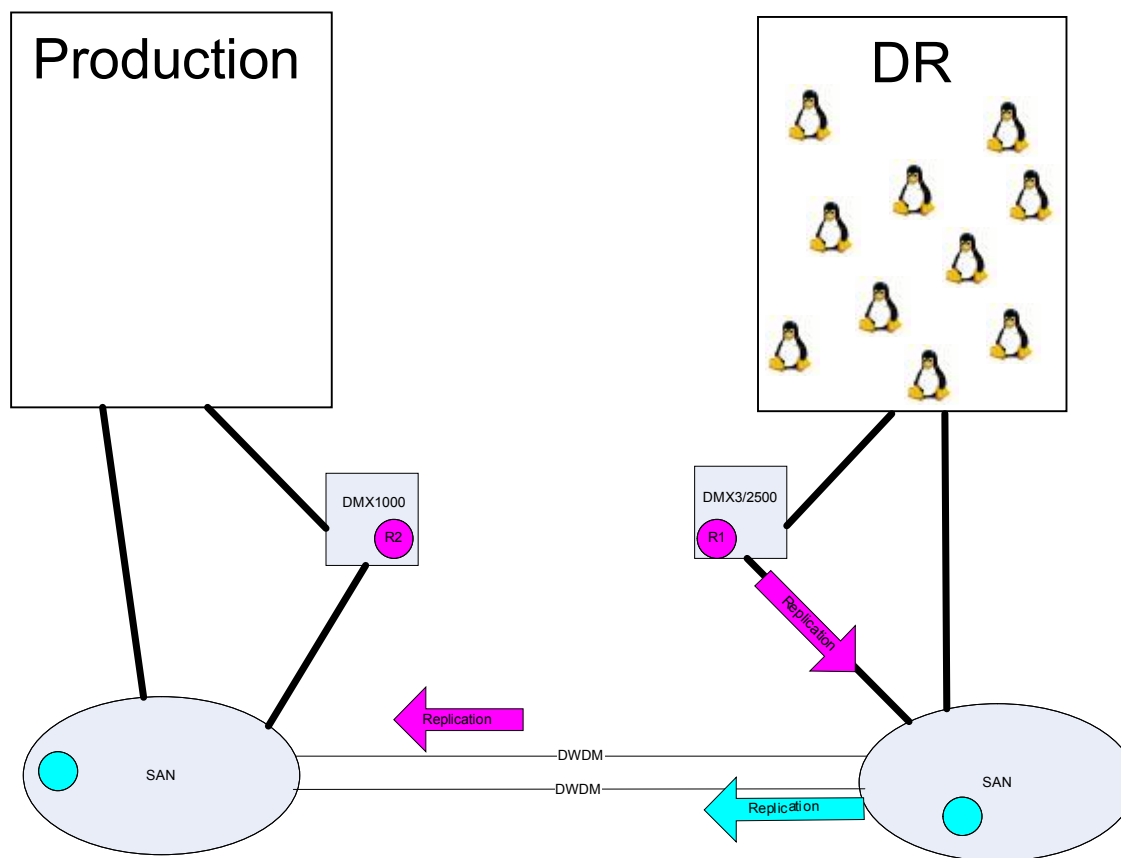 Production
DR
DMX1000
R2
DMX3/2500
R1
Replication
Replication
DWDM
DWDM
Replication
SAN
SAN